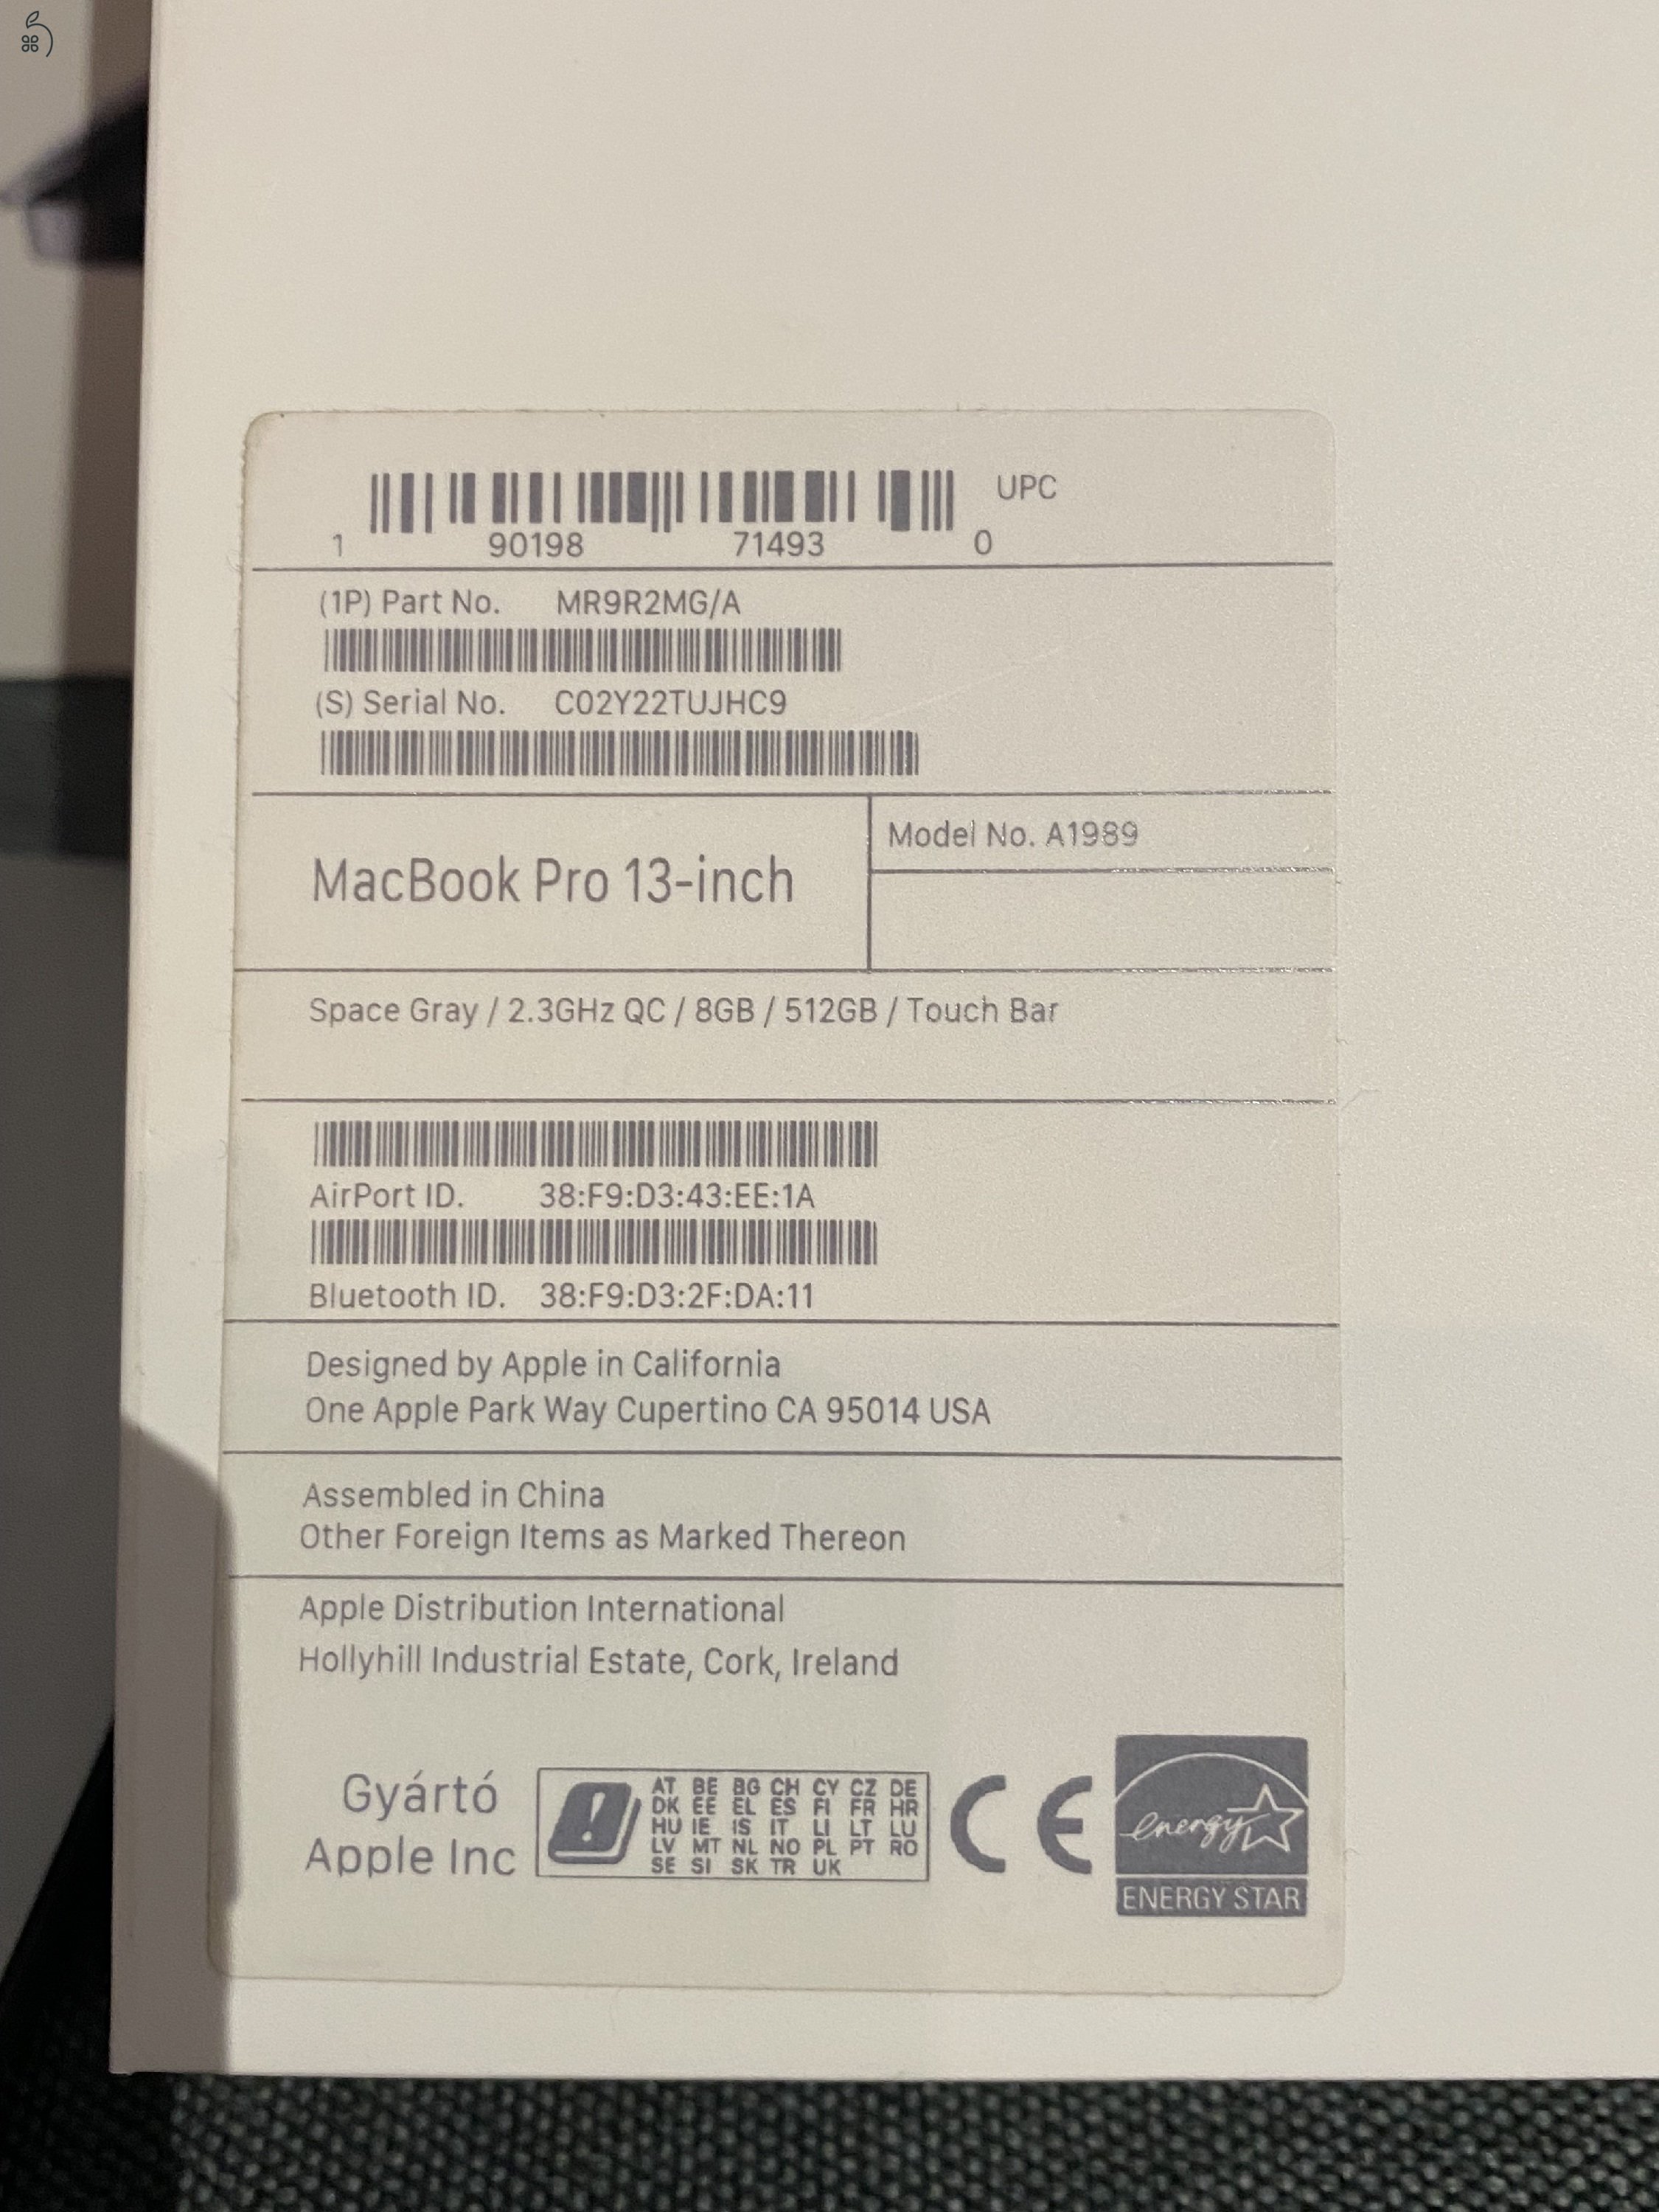 UPC
1 90198 71493 0
(1P) Part No. MR9R2MG/A
(S) Serial No. C02Y22TUJHC9
MacBook Pro 13-inch
Model No. A1989
Space Gray / 2.3GHz QC / 8GB / 512GB / Touch Bar
AirPort ID. 38:F9:D3:43:EE:1A
Bluetooth ID. 38:F9:D3:2F:DA:11
Designed by Apple in California
One Apple Park Way Cupertino CA 95014 USA
Assembled in China
Other Foreign Items as Marked Thereon
Apple Distribution International
Hollyhill Industrial Estate, Cork, Ireland
Gyártó
Apple Inc
AT BE BG CH CY CZ DE
DK EE EL ES FI FR HR
HU IE IS IT LI LT LU
LV MT NL NO PL PT RO
SE SI SK TR UK
CE
energy
ENERGY STAR